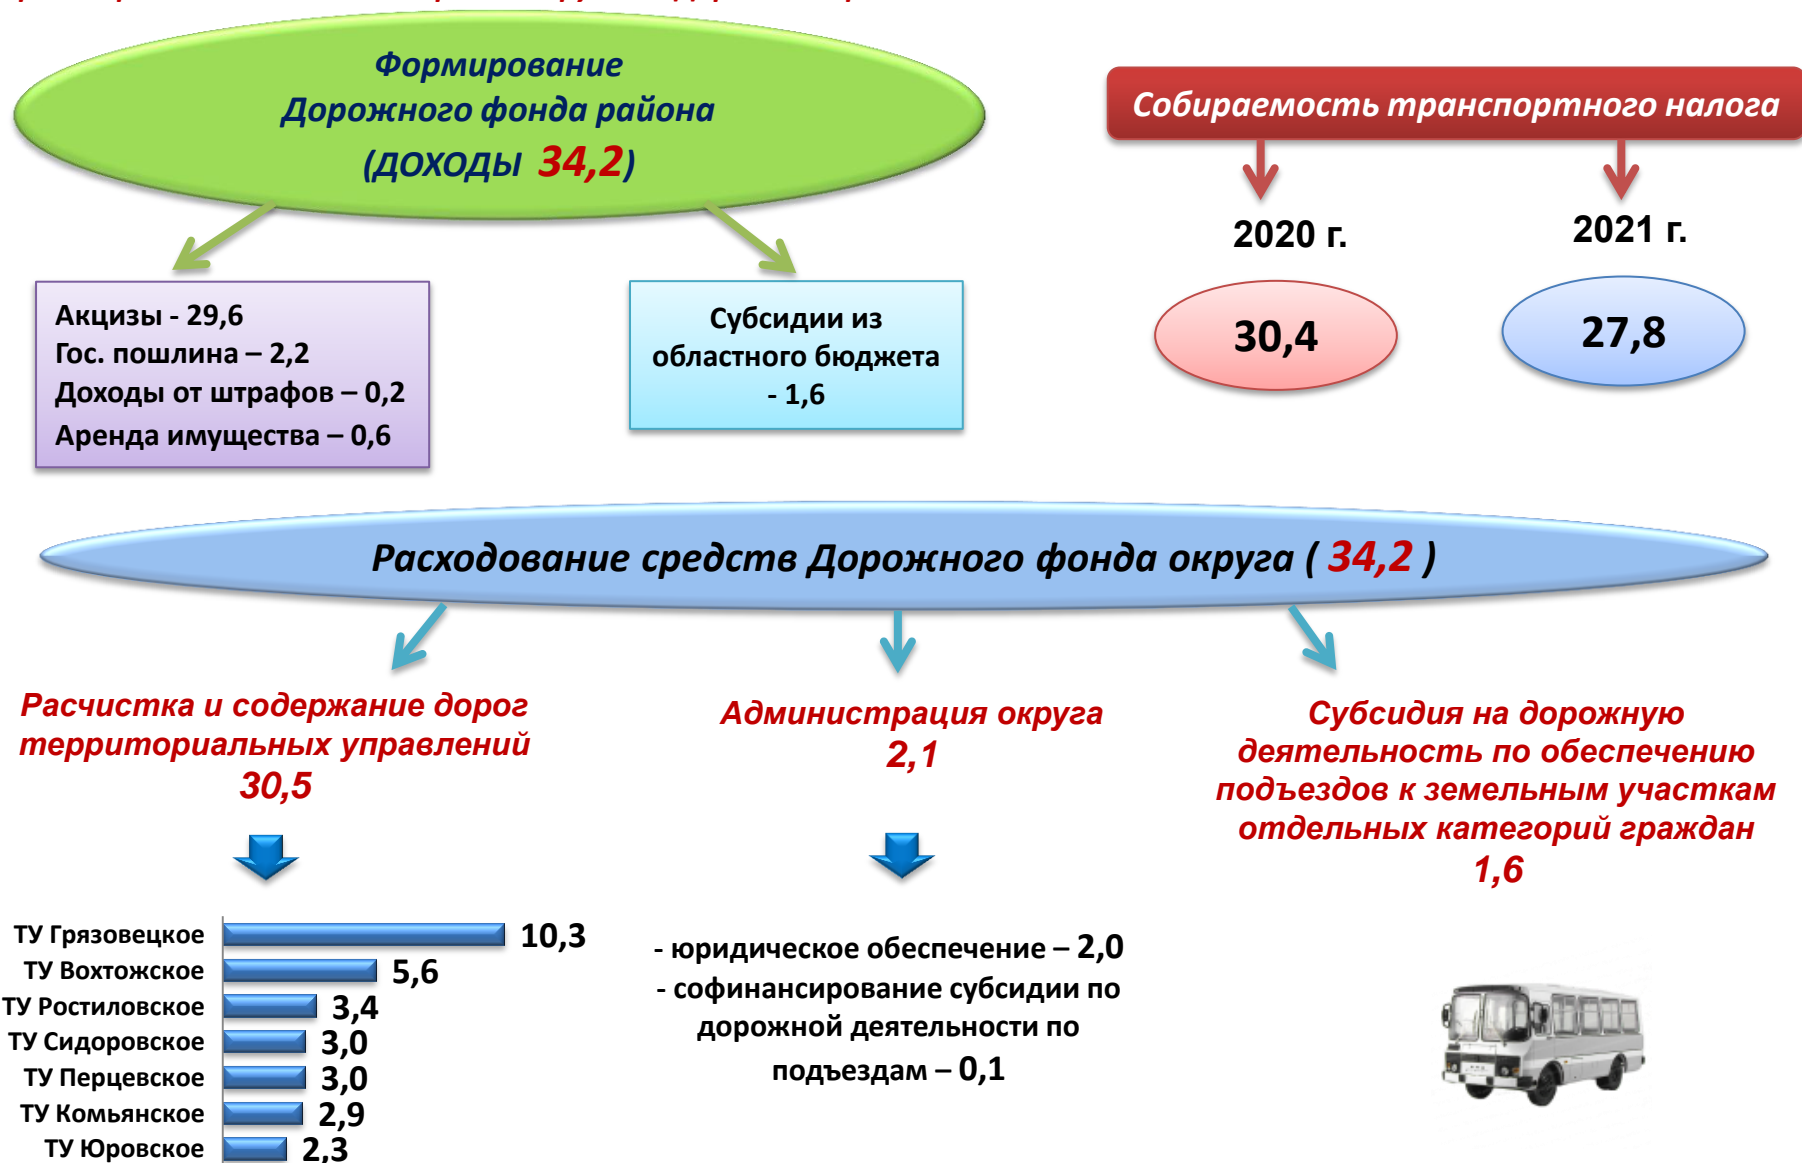 Формирование
Дорожного фонда района
(ДОХОДЫ 34,2)
Собираемость транспортного налога
2020 г.
2021 г.
30,4
27,8
Акцизы - 29,6
Гос. пошлина – 2,2
Доходы от штрафов – 0,2
Аренда имущества – 0,6
Субсидии из
областного бюджета
- 1,6
Расходование средств Дорожного фонда округа ( 34,2 )
Расчистка и содержание дорог
территориальных управлений
30,5
Администрация округа
2,1
Субсидия на дорожную
деятельность по обеспечению
подъездов к земельным участкам
отдельных категорий граждан
1,6
ТУ Грязовецкое 10,3
ТУ Вохтожское 5,6
ТУ Ростиловское 3,4
ТУ Сидоровское 3,0
ТУ Перцевское 3,0
ТУ Комьянское 2,9
ТУ Юровское 2,3
- юридическое обеспечение – 2,0
- софинансирование субсидии по
дорожной деятельности по
подъездам – 0,1